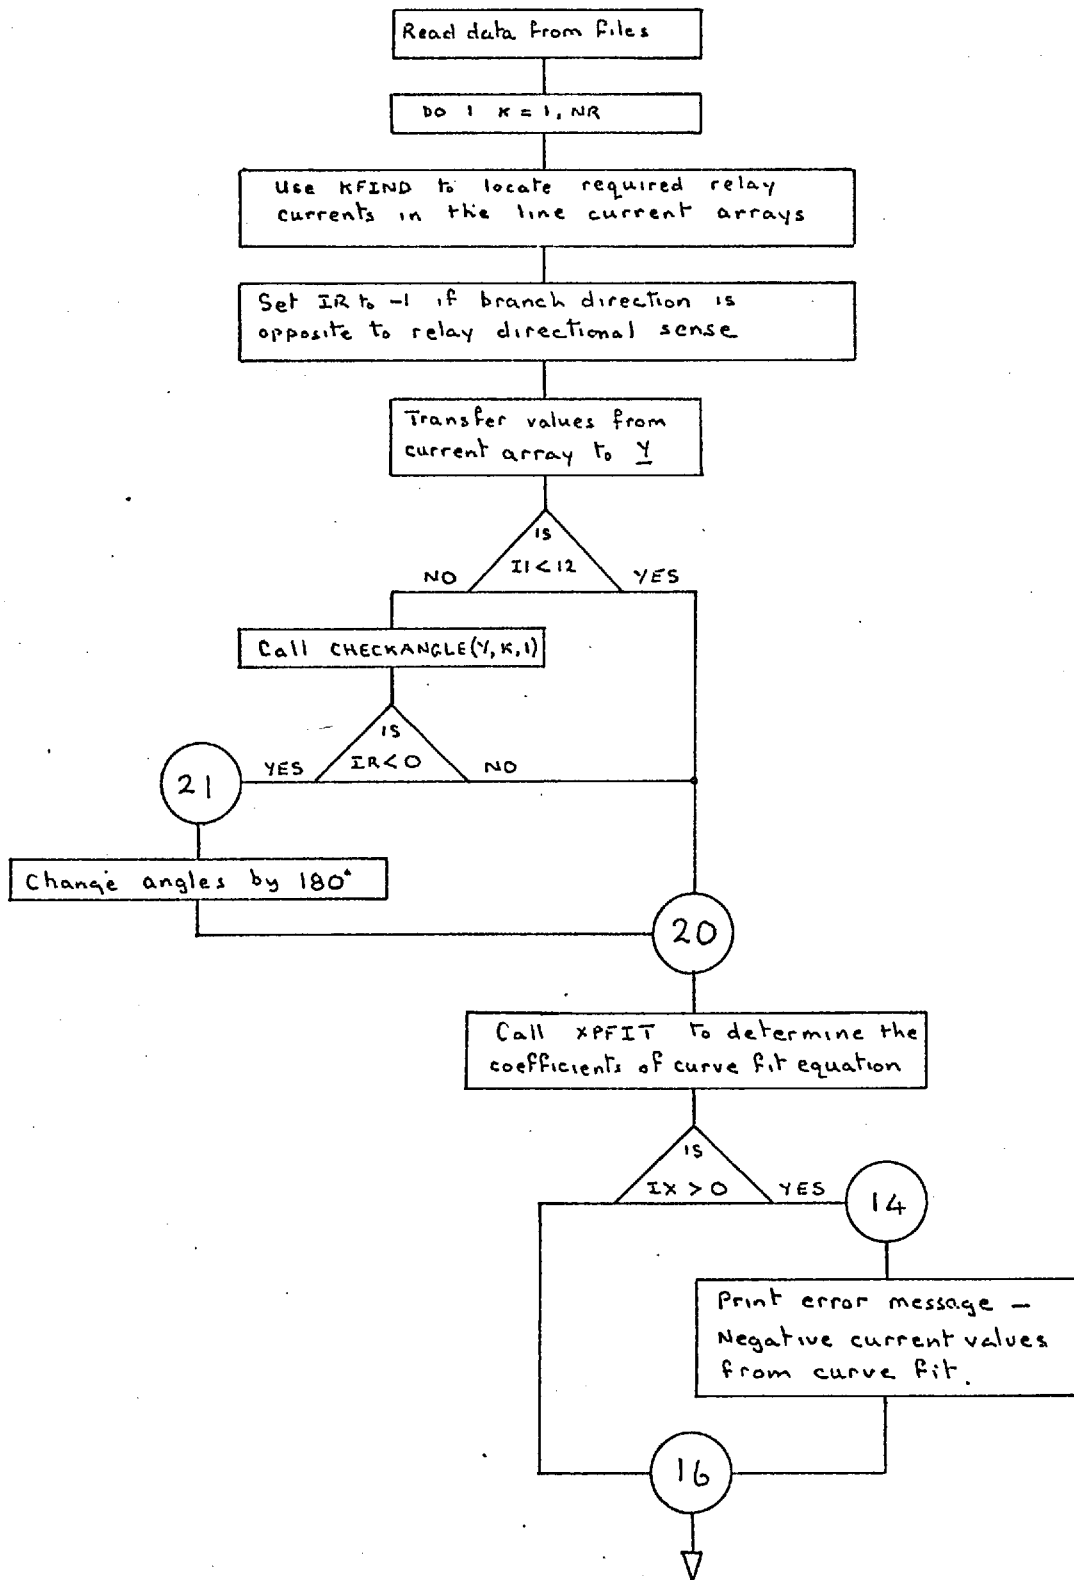 Read data from files
DO 1 K = 1, NR
Use KFIND to locate required relay
currents in the line current arrays
Set IR to -1 if branch direction is
opposite to relay directional sense
Transfer values from
current array to Y
IS
I1 < 12
NO
YES
Call CHECKANGLE(Y,K,1)
IS
IR < 0
YES
NO
21
Change angles by 180°
20
Call XPFIT to determine the
coefficients of curve fit equation
IS
IX > 0
YES
14
Print error message -
Negative current values
from curve fit.
16